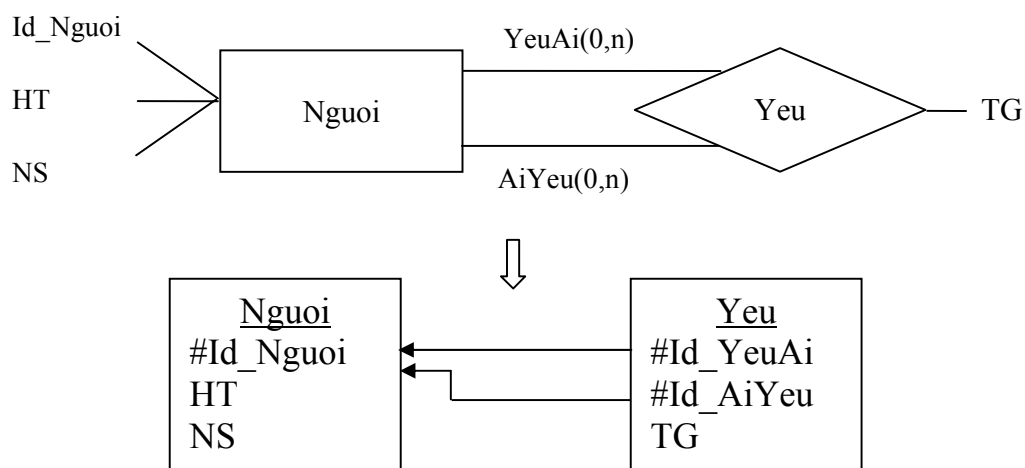 Id_Nguoi
YeuAi(0,n)
HT
Nguoi
Yeu
TG
NS
AiYeu(0,n)
Nguoi
#Id_Nguoi
HT
NS
Yeu
#Id_YeuAi
#Id_AiYeu
TG